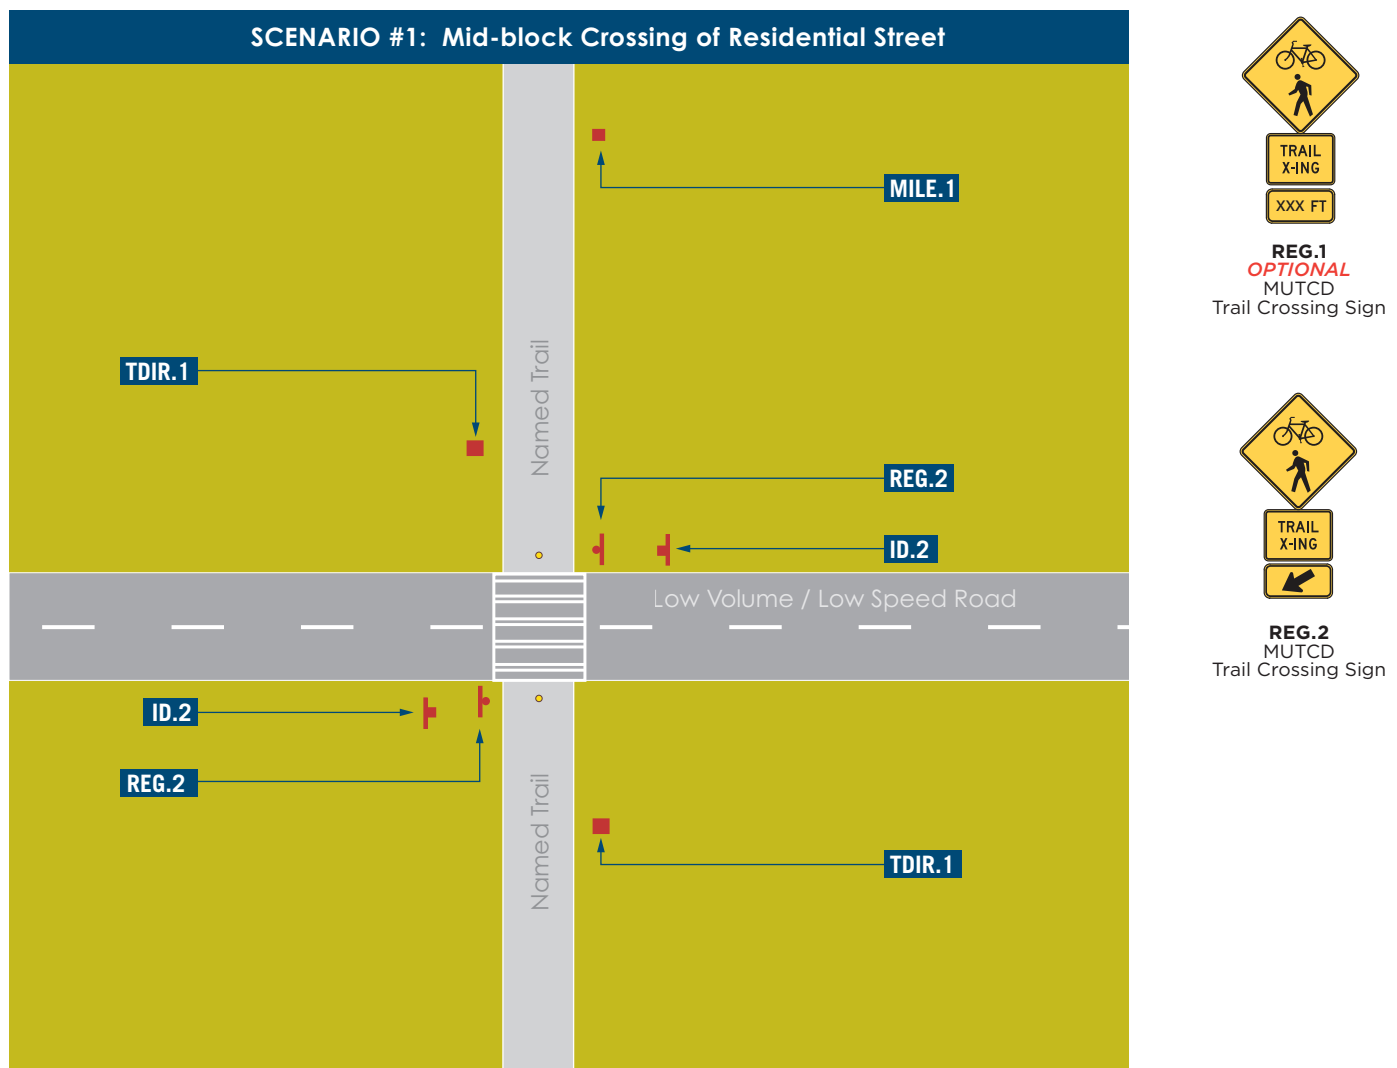 SCENARIO #1: Mid-block Crossing of Residential Street
MILE.1
TDIR.1
Named Trail
REG.2
ID.2
Low Volume / Low Speed Road
ID.2
REG.2
Named Trail
TDIR.1
TRAIL
X-ING
XXX FT
REG.1
OPTIONAL
MUTCD
Trail Crossing Sign
TRAIL
X-ING
REG.2
MUTCD
Trail Crossing Sign